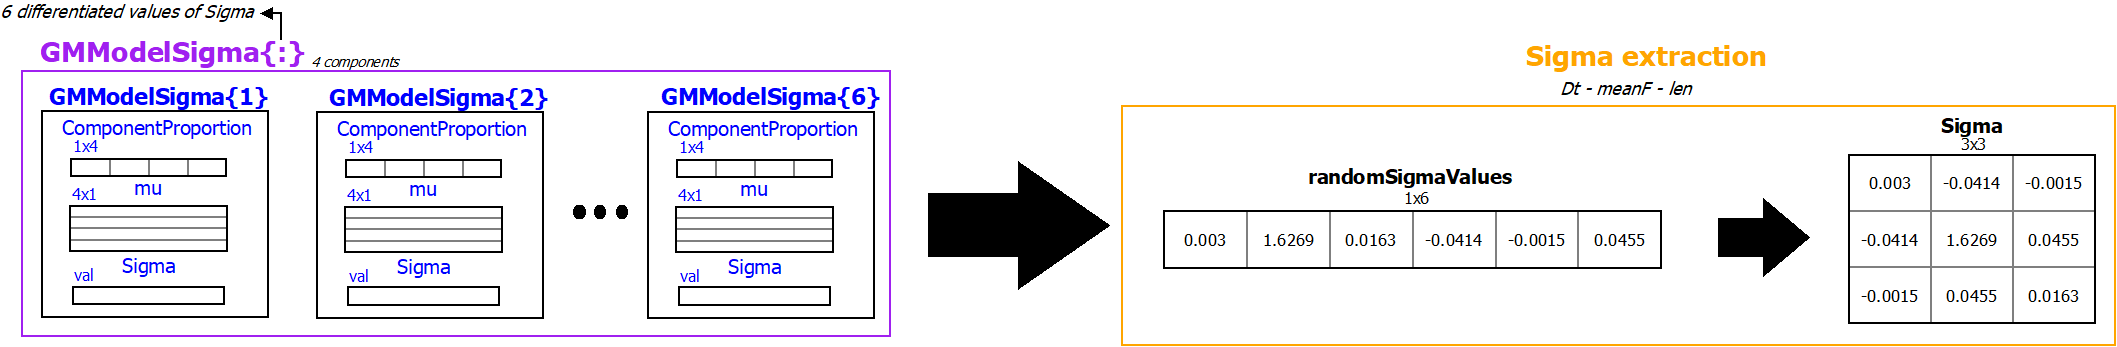 6 differentiated values of Sigma
GMModelSigma{:}
4 components
GMModelSigma{1}
ComponentProportion
1x4
mu
4x1
Sigma
val
GMModelSigma{2}
ComponentProportion
1x4
mu
4x1
Sigma
val
GMModelSigma{6}
ComponentProportion
1x4
mu
4x1
Sigma
val
Sigma extraction
Dt - meanF - len
randomSigmaValues
1x6
0.003 1.6269 0.0163 -0.0414 -0.0015 0.0455
Sigma
3x3
0.003 -0.0414 -0.0015
-0.0414 1.6269 0.0455
-0.0015 0.0455 0.0163